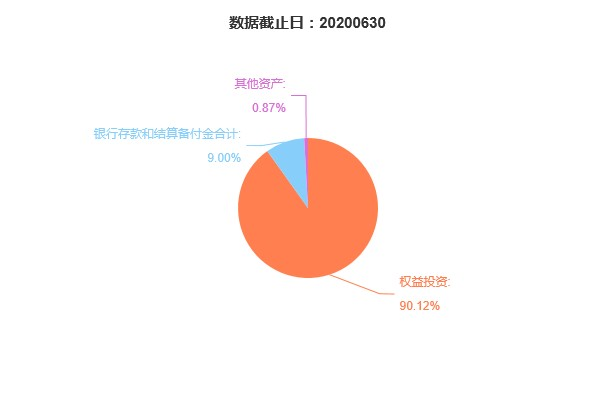 数据截止日：20200630
其他资产:
0.87%
银行存款和结算备付金合计:
9.00%
权益投资:
90.12%